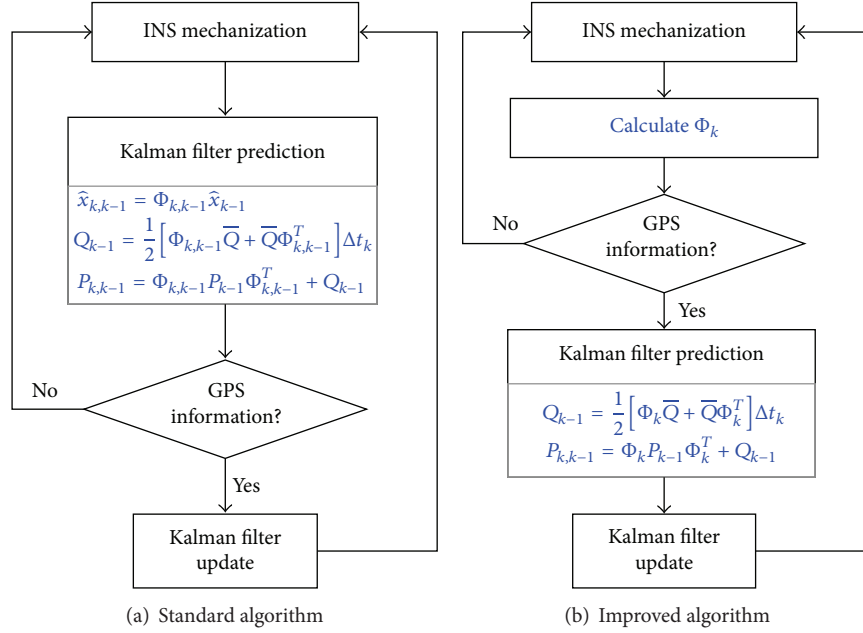 INS mechanization
Kalman filter prediction
x̂ₖ,ₖ₋₁ = Φₖ,ₖ₋₁x̂ₖ₋₁
Qₖ₋₁ = 1/2 [Φₖ,ₖ₋₁Q̅ + Q̅Φᵀₖ,ₖ₋₁]Δtₖ
Pₖ,ₖ₋₁ = Φₖ,ₖ₋₁Pₖ₋₁Φᵀₖ,ₖ₋₁ + Qₖ₋₁
No
GPS
information?
Yes
Kalman filter
update
(a) Standard algorithm
INS mechanization
Calculate Φₖ
No
GPS
information?
Yes
Kalman filter prediction
Qₖ₋₁ = 1/2 [ΦₖQ̅ + Q̅Φₖᵀ]Δtₖ
Pₖ,ₖ₋₁ = ΦₖPₖ₋₁Φₖᵀ + Qₖ₋₁
Kalman filter
update
(b) Improved algorithm